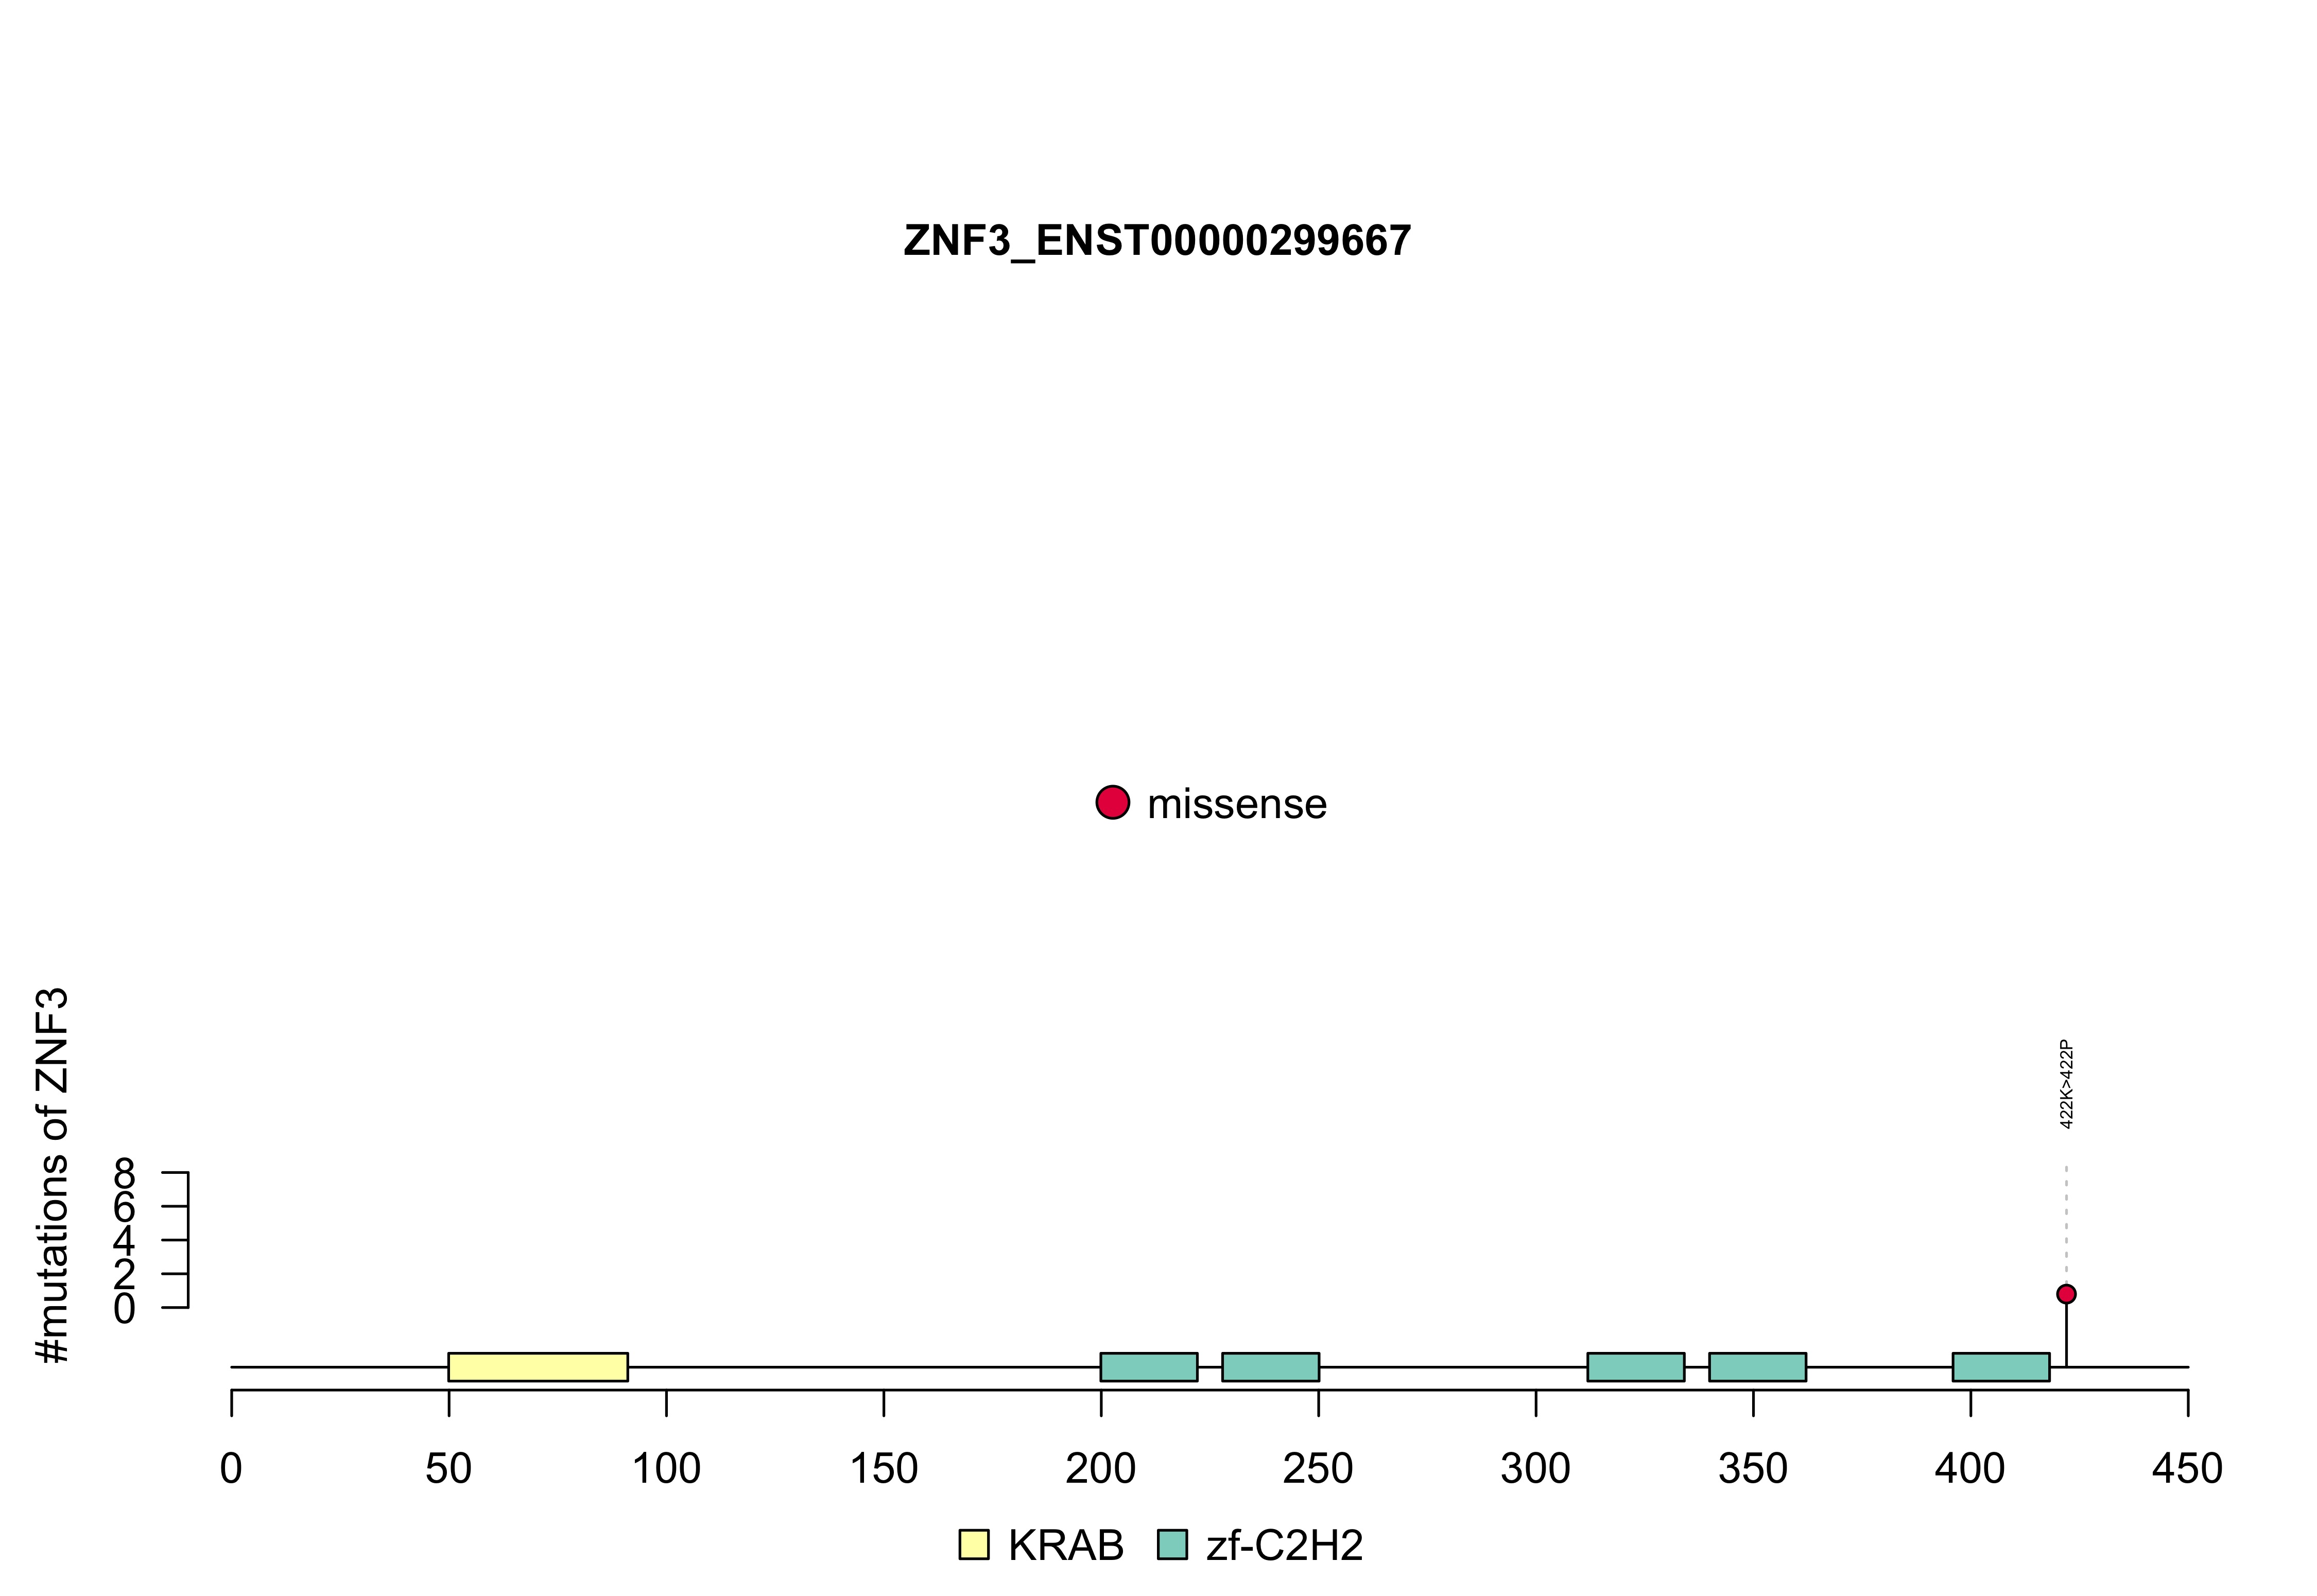 ZNF3_ENST00000299667
missense
#mutations of ZNF3
422K>422P
8
6
4
2
0
0 50 100 150 200 250 300 350 400 450
KRAB zf-C2H2